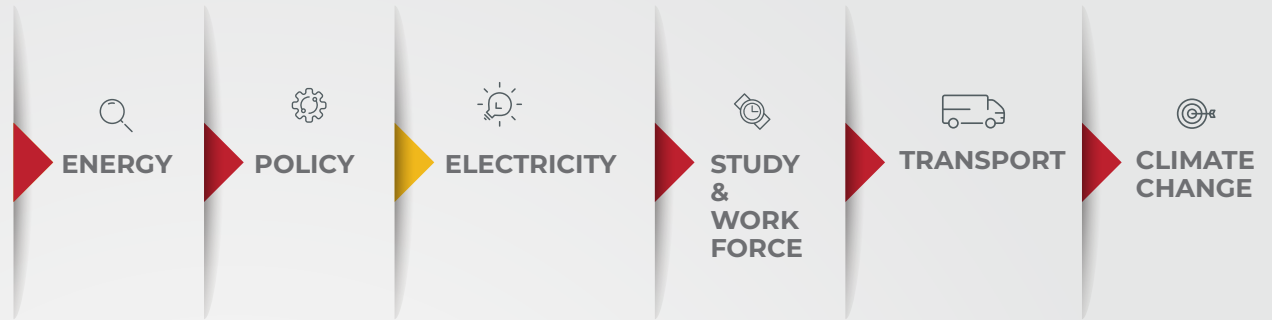 ENERGY
POLICY
ELECTRICITY
STUDY
&
WORK
FORCE
TRANSPORT
CLIMATE
CHANGE